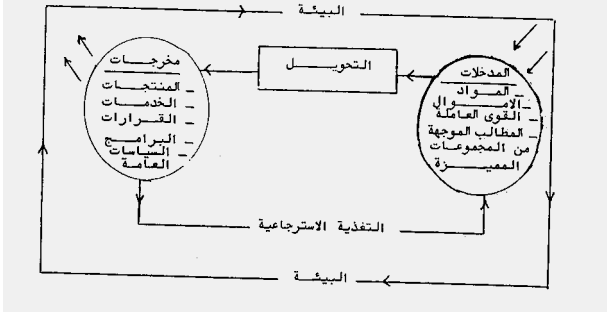 البيئة
المدخلات
ـ المواد
ـ الاموال
ـ القوى العاملة
ـ المطالب الموجهة
من المجموعات
المميزة
التحويل
مخرجات
ـ المنتجات
ـ الخدمات
ـ القرارات
ـ البرامج
ـ السياسات
العامة
التغذية الاسترجاعية
البيئة